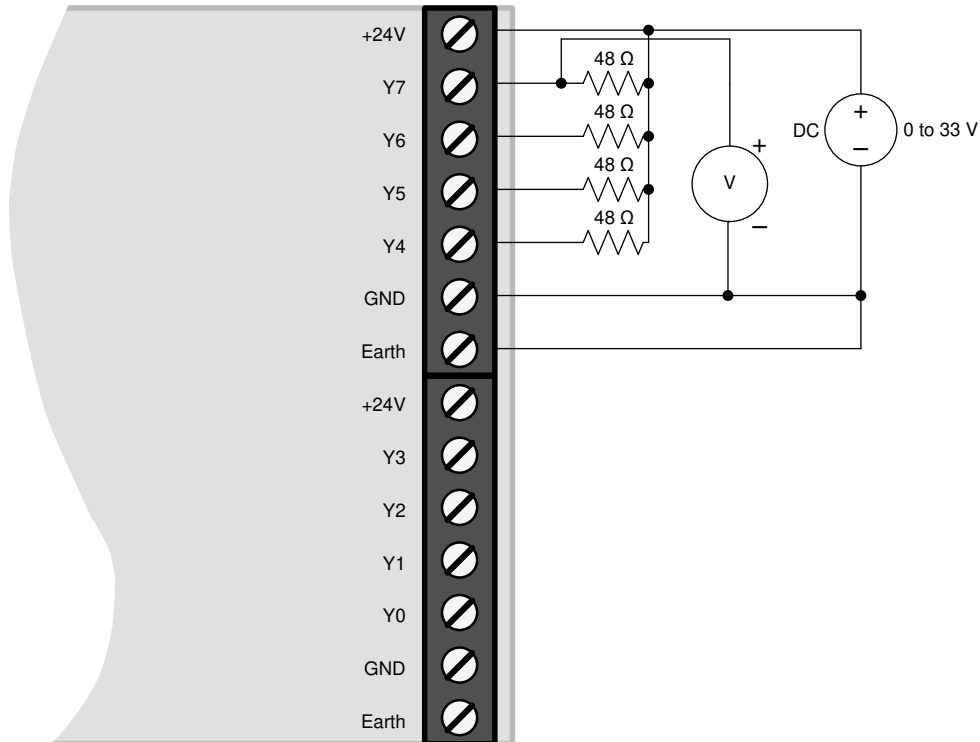 +24V
Y7
Y6
Y5
Y4
GND
Earth
+24V
Y3
Y2
Y1
Y0
GND
Earth
48 Ω
48 Ω
48 Ω
48 Ω
+
V
−
DC
+
−
0 to 33 V